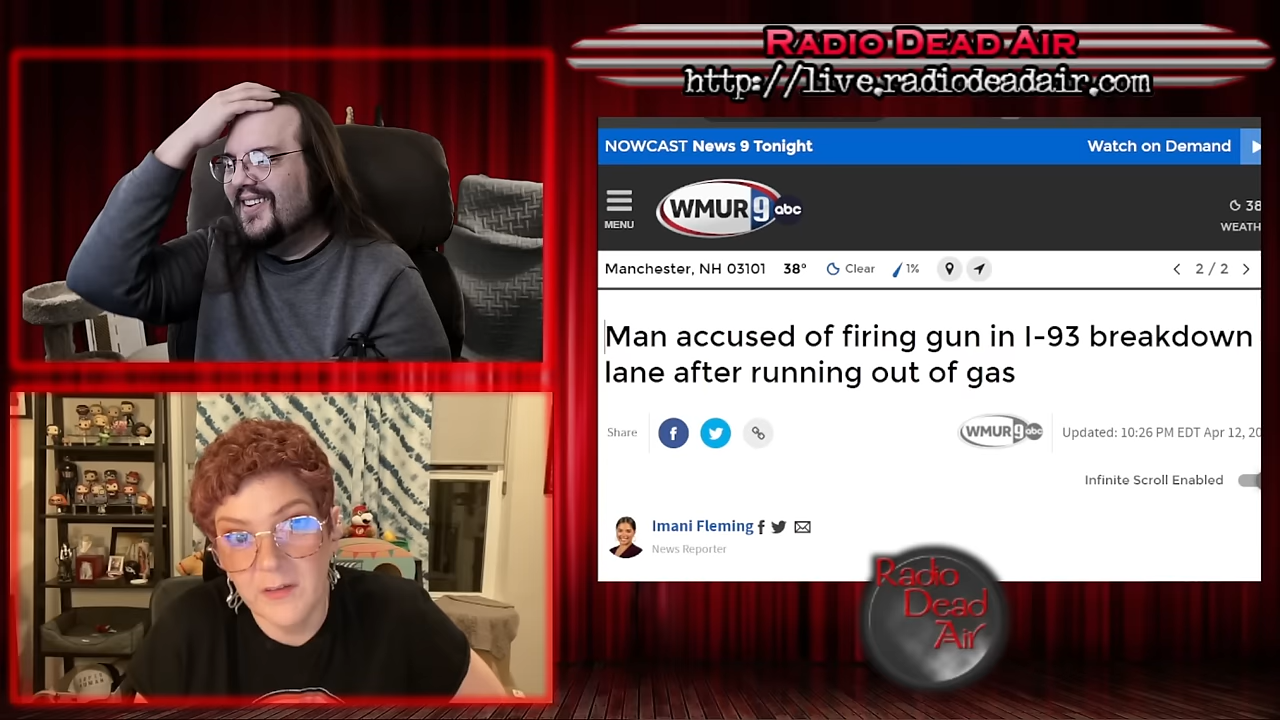 Radio Dead Air
http://live.radiodeadair.com
NOWCAST News 9 Tonight
Watch on Demand
MENU
WMUR 9 abc
38
WEATH
Manchester, NH 03101 38° Clear 1%
2 / 2
Man accused of firing gun in I-93 breakdown
lane after running out of gas
Share
WMUR 9 abc
Updated: 10:26 PM EDT Apr 12, 20
Infinite Scroll Enabled
Imani Fleming
News Reporter
Radio
Dead
Air